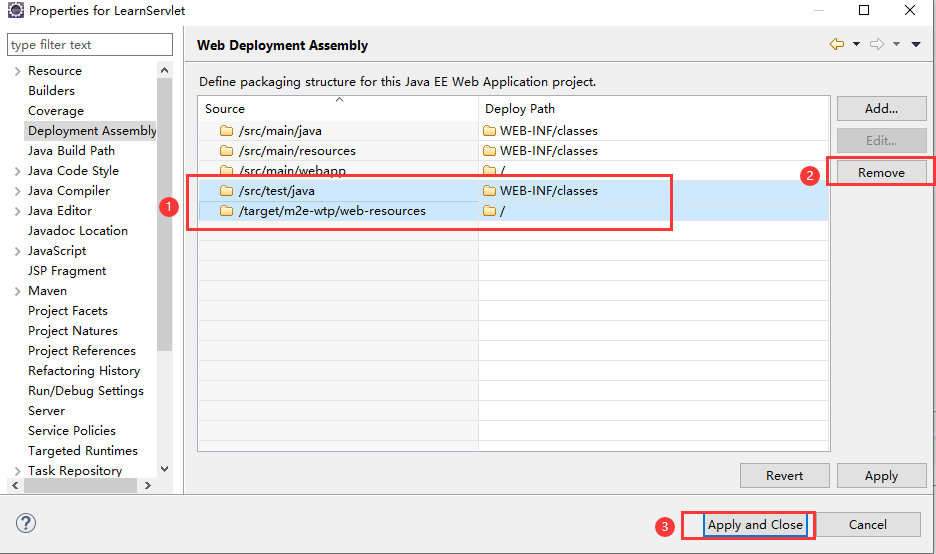 Properties for LearnServlet
type filter text
Resource
Builders
Coverage
Deployment Assembly
Java Build Path
Java Code Style
Java Compiler
Java Editor
Javadoc Location
JavaScript
JSP Fragment
Maven
Project Facets
Project Natures
Project References
Refactoring History
Run/Debug Settings
Server
Service Policies
Targeted Runtimes
Task Repository
Web Deployment Assembly
Define packaging structure for this Java EE Web Application project.
Source Deploy Path
/src/main/java WEB-INF/classes
/src/main/resources WEB-INF/classes
/src/main/webapp /
/src/test/java WEB-INF/classes
/target/m2e-wtp/web-resources /
1
Add...
Edit...
2 Remove
Revert Apply
3 Apply and Close Cancel
?